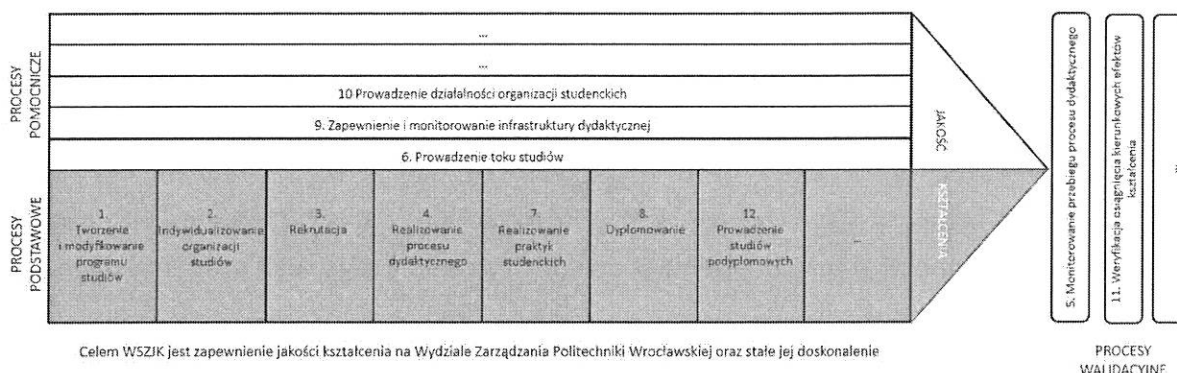 PROCESY
POMOCNICZE
...
...
10 Prowadzenie działalności organizacji studenckich
9. Zapewnienie i monitorowanie infrastruktury dydaktycznej
6. Prowadzenie toku studiów
PROCESY
PODSTAWOWE
1.
Tworzenie
i modyfikowanie
programu
studiów
2.
Indywidualizowanie
organizacji
studiów
3.
Rekrutacja
4.
Realizowanie
procesu
dydaktycznego
7.
Realizowanie
praktyk
studenckich
8.
Dyplomowanie
12.
Prowadzenie
studiów
podyplomowych
...
JAKOŚĆ
KSZTAŁCENIA
5. Monitorowanie przebiegu procesu dydaktycznego
11. Weryfikacja osiągnięcia kierunkowych efektów
kształcenia
...
Celem WSZJK jest zapewnienie jakości kształcenia na Wydziale Zarządzania Politechniki Wrocławskiej oraz stałe jej doskonalenie
PROCESY
WALIDACYJNE